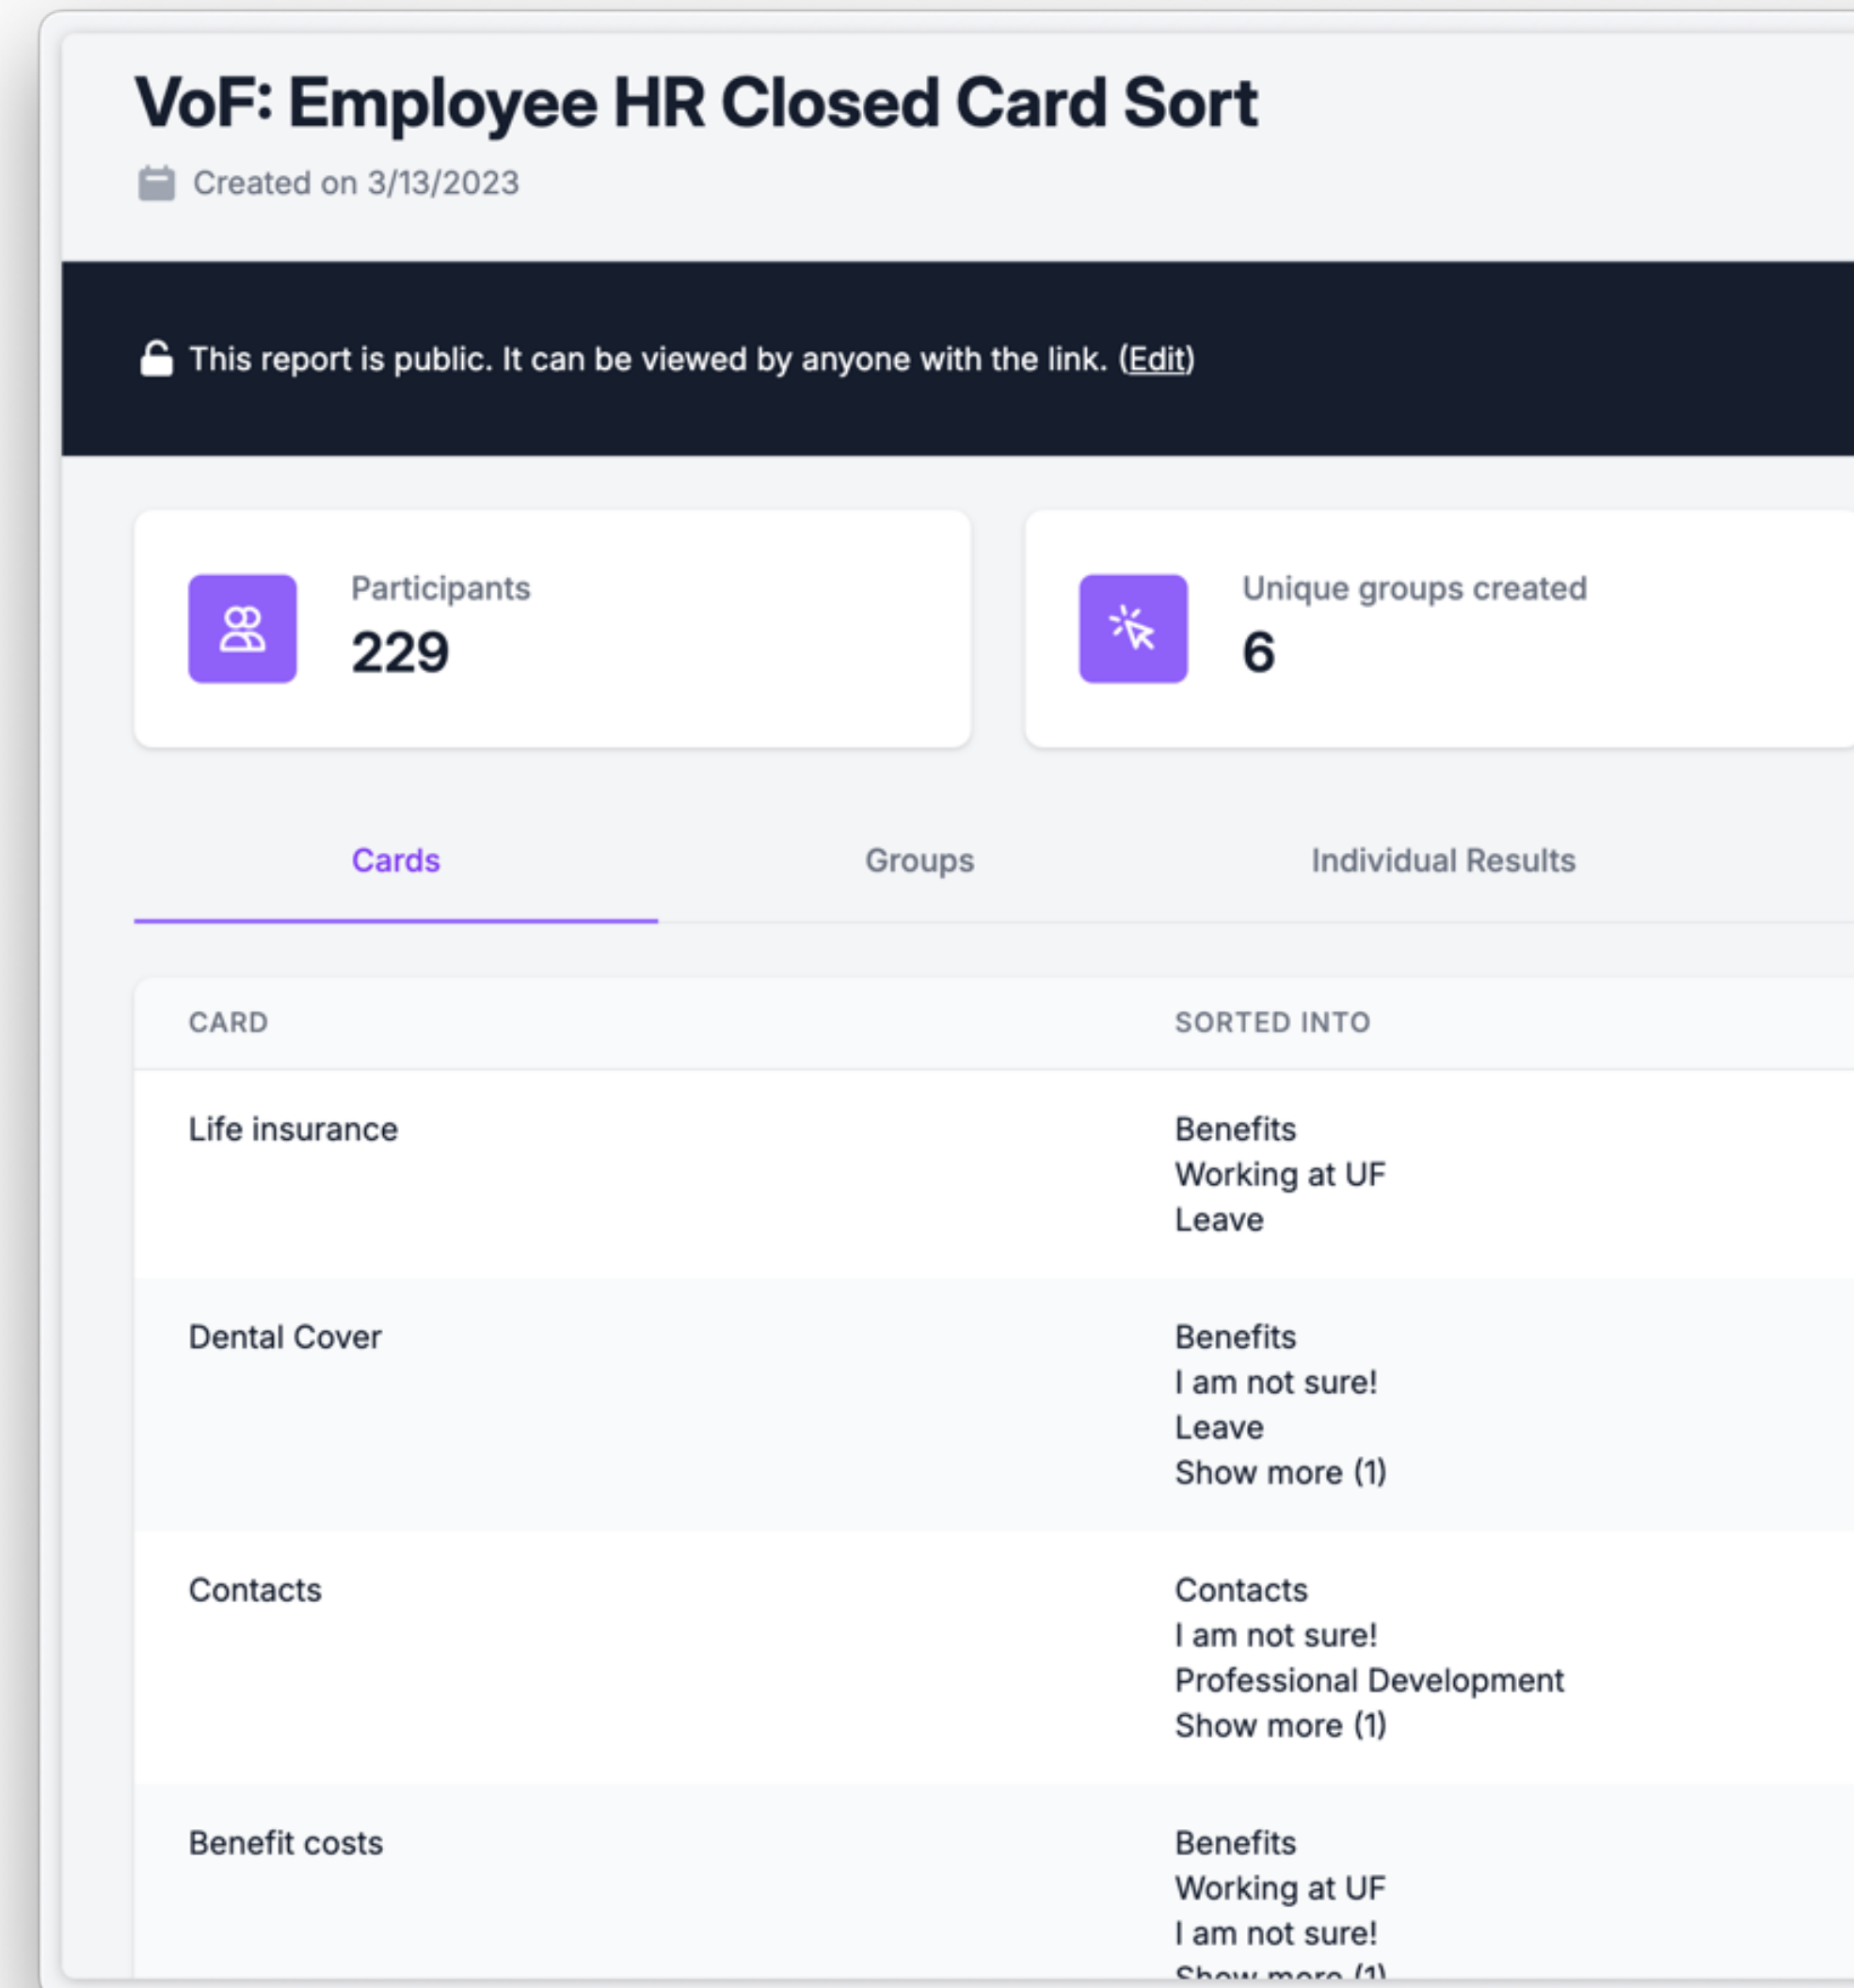 VoF: Employee HR Closed Card Sort
Created on 3/13/2023
This report is public. It can be viewed by anyone with the link. (Edit)
Participants
229
Unique groups created
6
Cards
Groups
Individual Results
CARD
SORTED INTO
Life insurance
Benefits
Working at UF
Leave
Dental Cover
Benefits
I am not sure!
Leave
Show more (1)
Contacts
Contacts
I am not sure!
Professional Development
Show more (1)
Benefit costs
Benefits
Working at UF
I am not sure!
Show more (1)